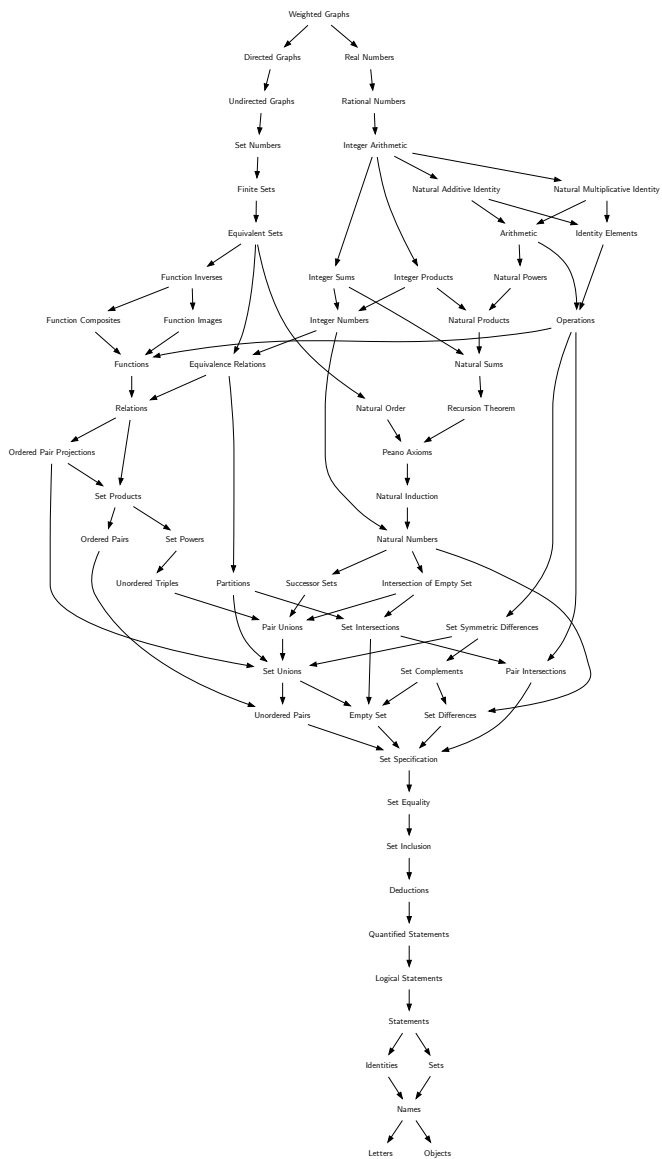 Weighted Graphs
Directed Graphs
Real Numbers
Undirected Graphs
Rational Numbers
Set Numbers
Integer Arithmetic
Finite Sets
Natural Additive Identity
Natural Multiplicative Identity
Equivalent Sets
Arithmetic
Identity Elements
Function Inverses
Integer Sums
Integer Products
Natural Powers
Function Composites
Function Images
Integer Numbers
Natural Products
Operations
Functions
Equivalence Relations
Natural Sums
Relations
Natural Order
Recursion Theorem
Ordered Pair Projections
Peano Axioms
Set Products
Natural Induction
Ordered Pairs
Set Powers
Natural Numbers
Unordered Triples
Partitions
Successor Sets
Intersection of Empty Set
Pair Unions
Set Intersections
Set Symmetric Differences
Set Unions
Set Complements
Pair Intersections
Unordered Pairs
Empty Set
Set Differences
Set Specification
Set Equality
Set Inclusion
Deductions
Quantified Statements
Logical Statements
Statements
Identities
Sets
Names
Letters
Objects